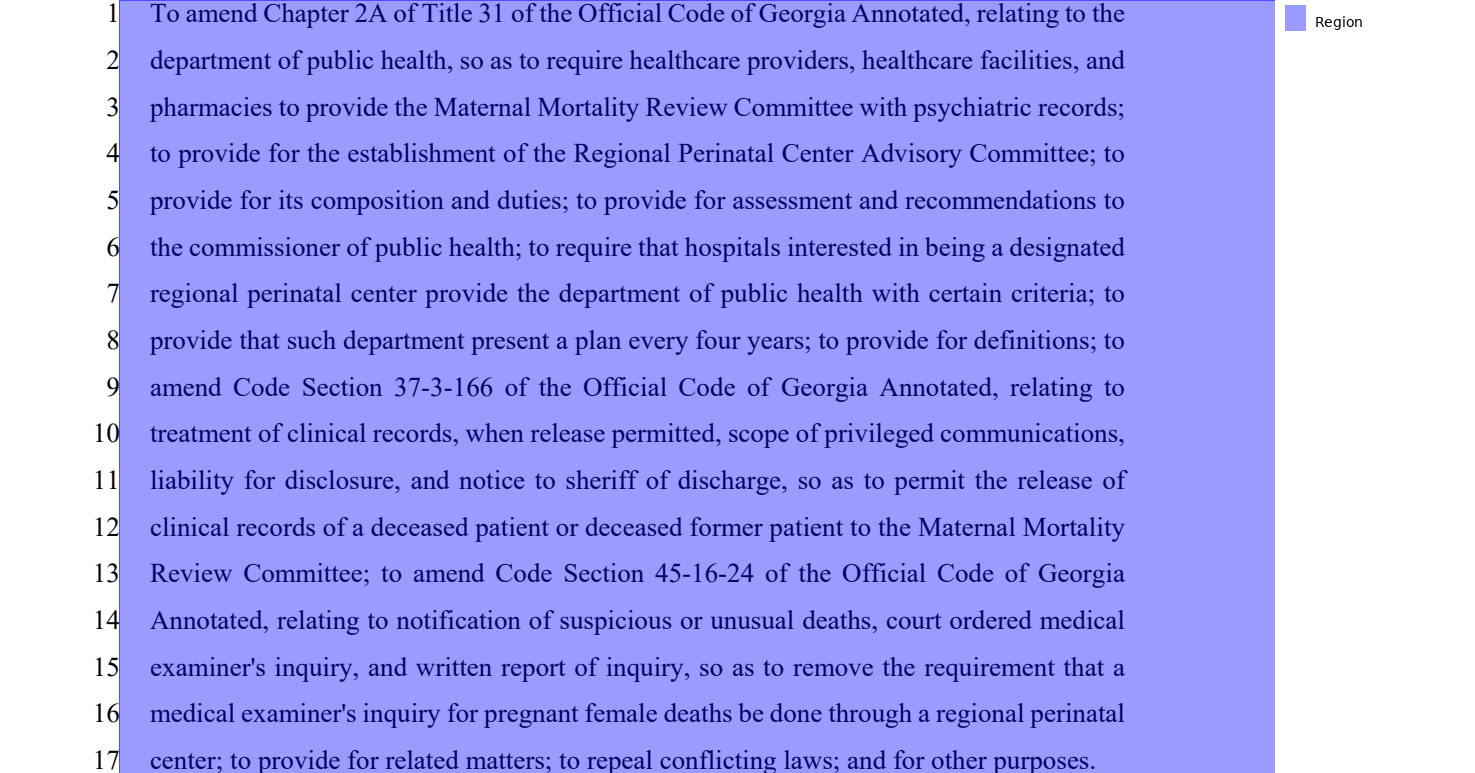 1 To amend Chapter 2A of Title 31 of the Official Code of Georgia Annotated, relating to the
2 department of public health, so as to require healthcare providers, healthcare facilities, and
3 pharmacies to provide the Maternal Mortality Review Committee with psychiatric records;
4 to provide for the establishment of the Regional Perinatal Center Advisory Committee; to
5 provide for its composition and duties; to provide for assessment and recommendations to
6 the commissioner of public health; to require that hospitals interested in being a designated
7 regional perinatal center provide the department of public health with certain criteria; to
8 provide that such department present a plan every four years; to provide for definitions; to
9 amend Code Section 37-3-166 of the Official Code of Georgia Annotated, relating to
10 treatment of clinical records, when release permitted, scope of privileged communications,
11 liability for disclosure, and notice to sheriff of discharge, so as to permit the release of
12 clinical records of a deceased patient or deceased former patient to the Maternal Mortality
13 Review Committee; to amend Code Section 45-16-24 of the Official Code of Georgia
14 Annotated, relating to notification of suspicious or unusual deaths, court ordered medical
15 examiner's inquiry, and written report of inquiry, so as to remove the requirement that a
16 medical examiner's inquiry for pregnant female deaths be done through a regional perinatal
17 center; to provide for related matters; to repeal conflicting laws; and for other purposes.
Region